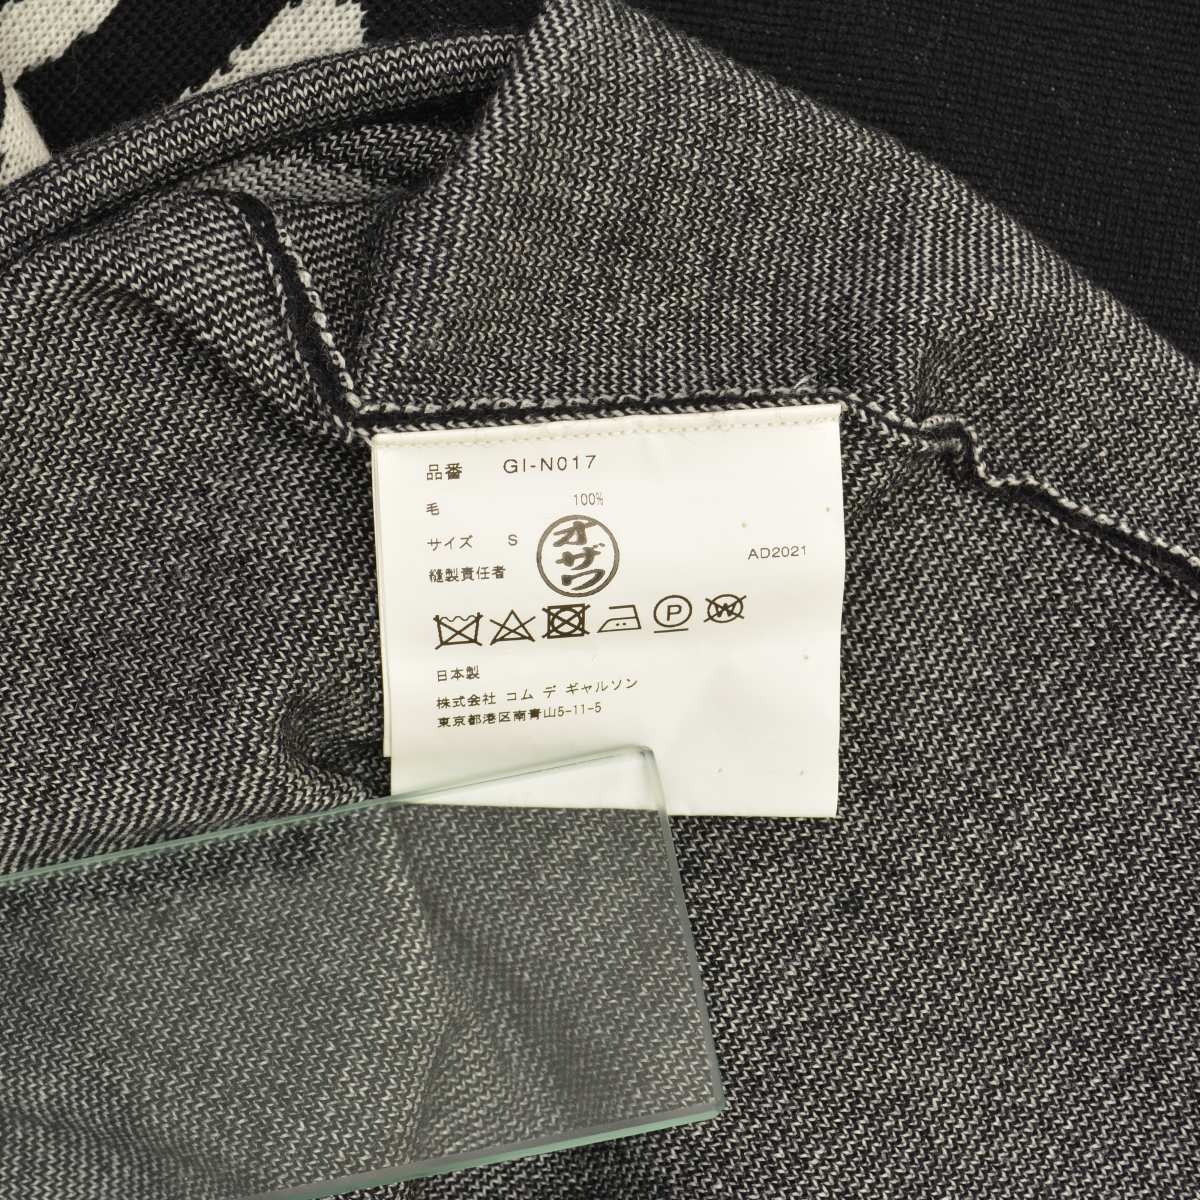 品番 GI-N017
毛 100%
サイズ S
オザワ
AD2021
縫製責任者
P W
日本製
株式会社 コム デ ギャルソン
東京都港区南青山5-11-5